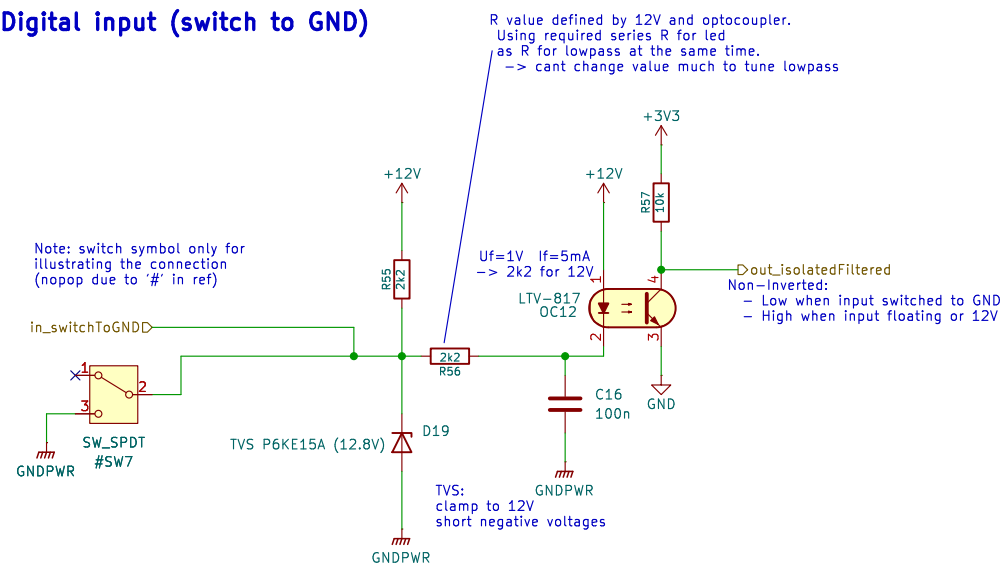 Digital input (switch to GND)
R value defined by 12V and optocoupler.
Using required series R for led
as R for lowpass at the same time.
-> cant change value much to tune lowpass
+3V3
+12V
+12V
R57
10k
Note: switch symbol only for
illustrating the connection
(nopop due to '#' in ref)
R55
2k2
Uf=1V If=5mA
-> 2k2 for 12V
1
4
out_isolatedFiltered
Non-Inverted:
- Low when input switched to GND
- High when input floating or 12V
LTV-817
OC12
in_switchToGND
2
3
2k2
R56
1
2
3
C16
100n
GND
SW_SPDT
#SW7
GNDPWR
TVS P6KE15A (12.8V)
D19
GNDPWR
TVS:
clamp to 12V
short negative voltages
GNDPWR